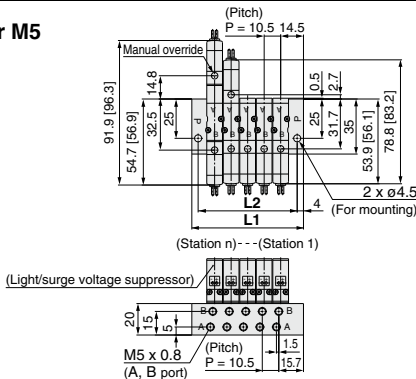 r M5
(Pitch)
P = 10.5
14.5
Manual override
91.9 [96.3]
54.7 [56.9]
32.5
25
14.8
0.5
2.7
25
31.7
35
53.9 [56.1]
78.8 [83.2]
P
P
A A A A
B B B B B
L2
L1
4
2 x ø4.5
(For mounting)
(Station n)---(Station 1)
(Light/surge voltage suppressor)
20
15
5
B B
A A
M5 x 0.8
(A, B port)
(Pitch)
P = 10.5
1.5
15.7